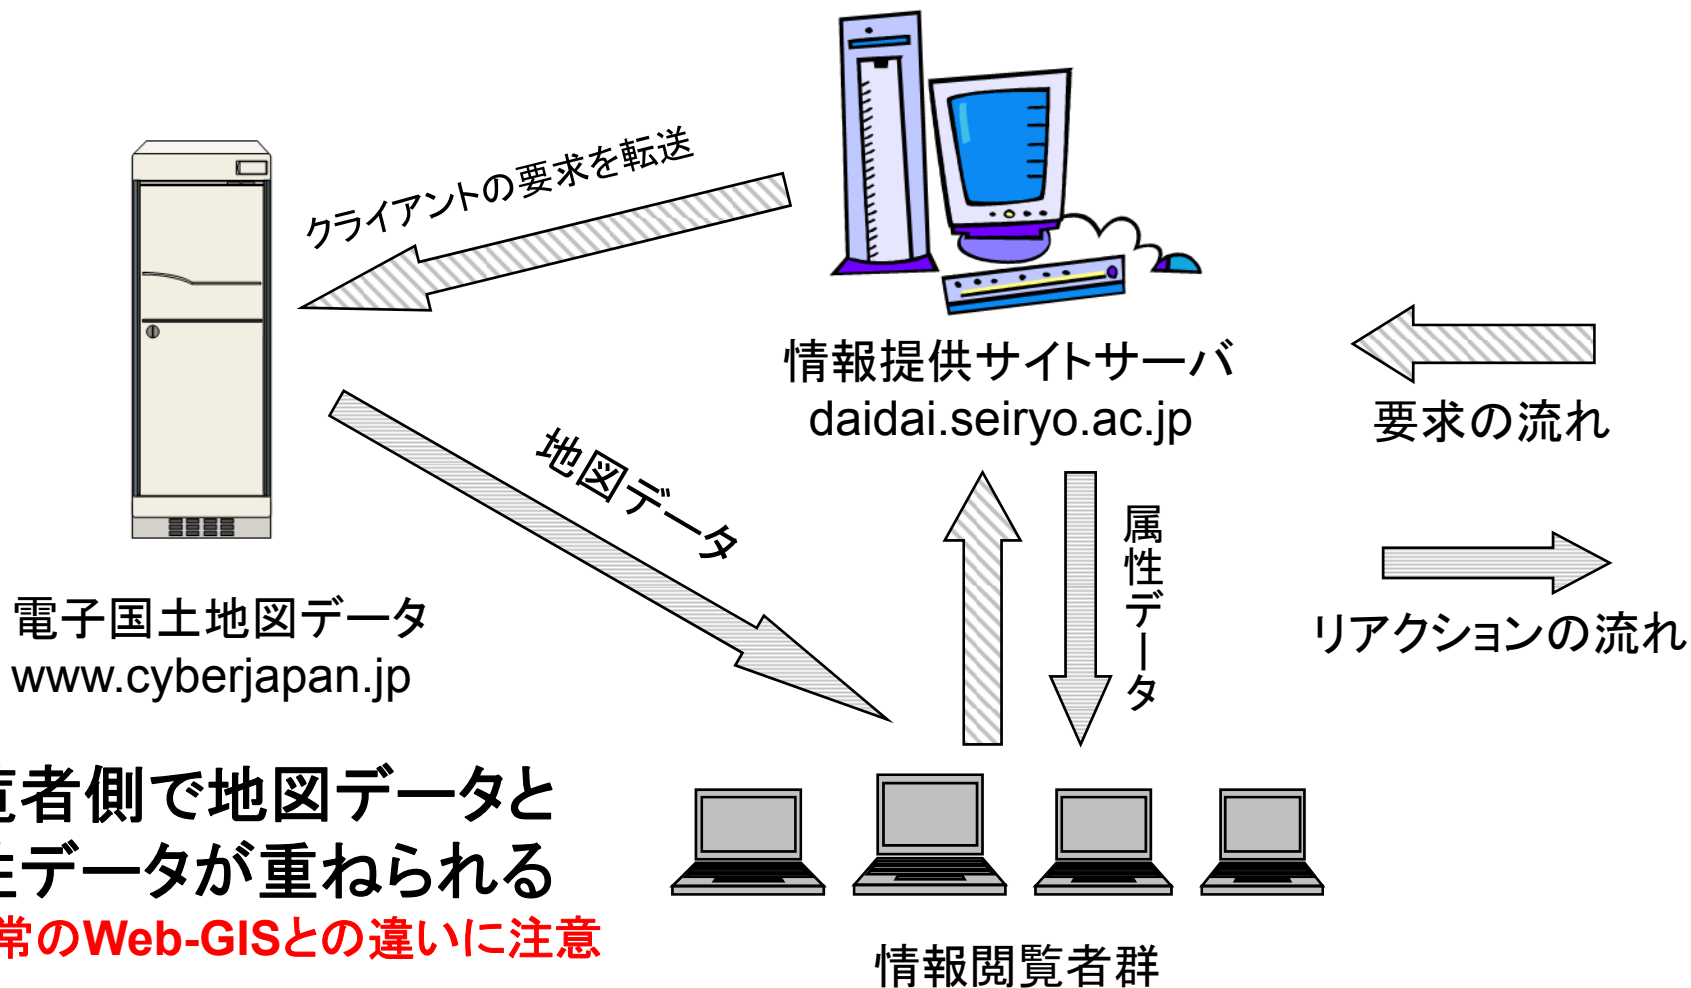 クライアントの要求を転送
情報提供サイトサーバ
daidai.seiryo.ac.jp
要求の流れ
地図データ
属性データ
リアクションの流れ
電子国土地図データ
www.cyberjapan.jp
者側で地図データと
データが重ねられる
常のWeb-GISとの違いに注意
情報閲覧者群